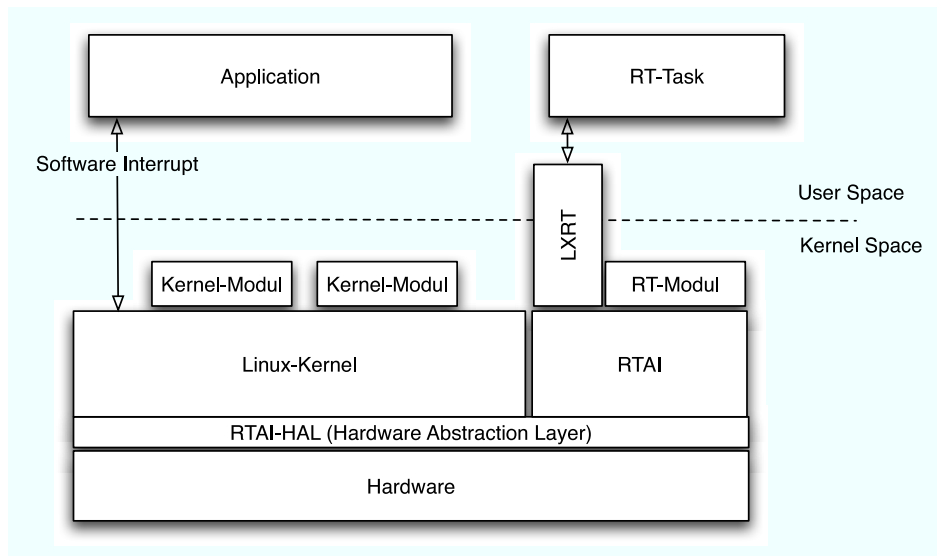 Application
RT-Task
Software Interrupt
User Space
Kernel Space
LXRT
Kernel-Modul
Kernel-Modul
RT-Modul
Linux-Kernel
RTAI
RTAI-HAL (Hardware Abstraction Layer)
Hardware